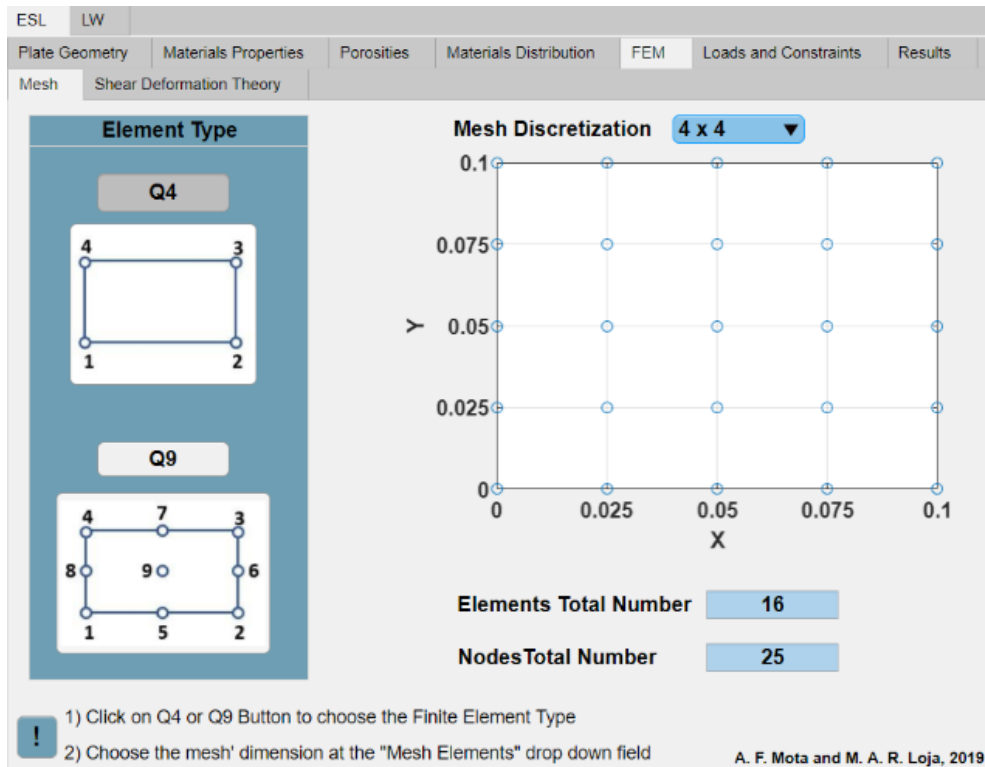 ESL LW
Plate Geometry Materials Properties Porosities Materials Distribution FEM Loads and Constraints Results
Mesh Shear Deformation Theory
Element Type
Q4
4 3
1 2
Q9
4 7 3
8 9 6
1 5 2
Mesh Discretization 4 x 4
0.1
0.075
Y 0.05
0.025
0
0 0.025 0.05 0.075 0.1
X
Elements Total Number 16
NodesTotal Number 25
! 1) Click on Q4 or Q9 Button to choose the Finite Element Type
2) Choose the mesh' dimension at the "Mesh Elements" drop down field
A. F. Mota and M. A. R. Loja, 2019